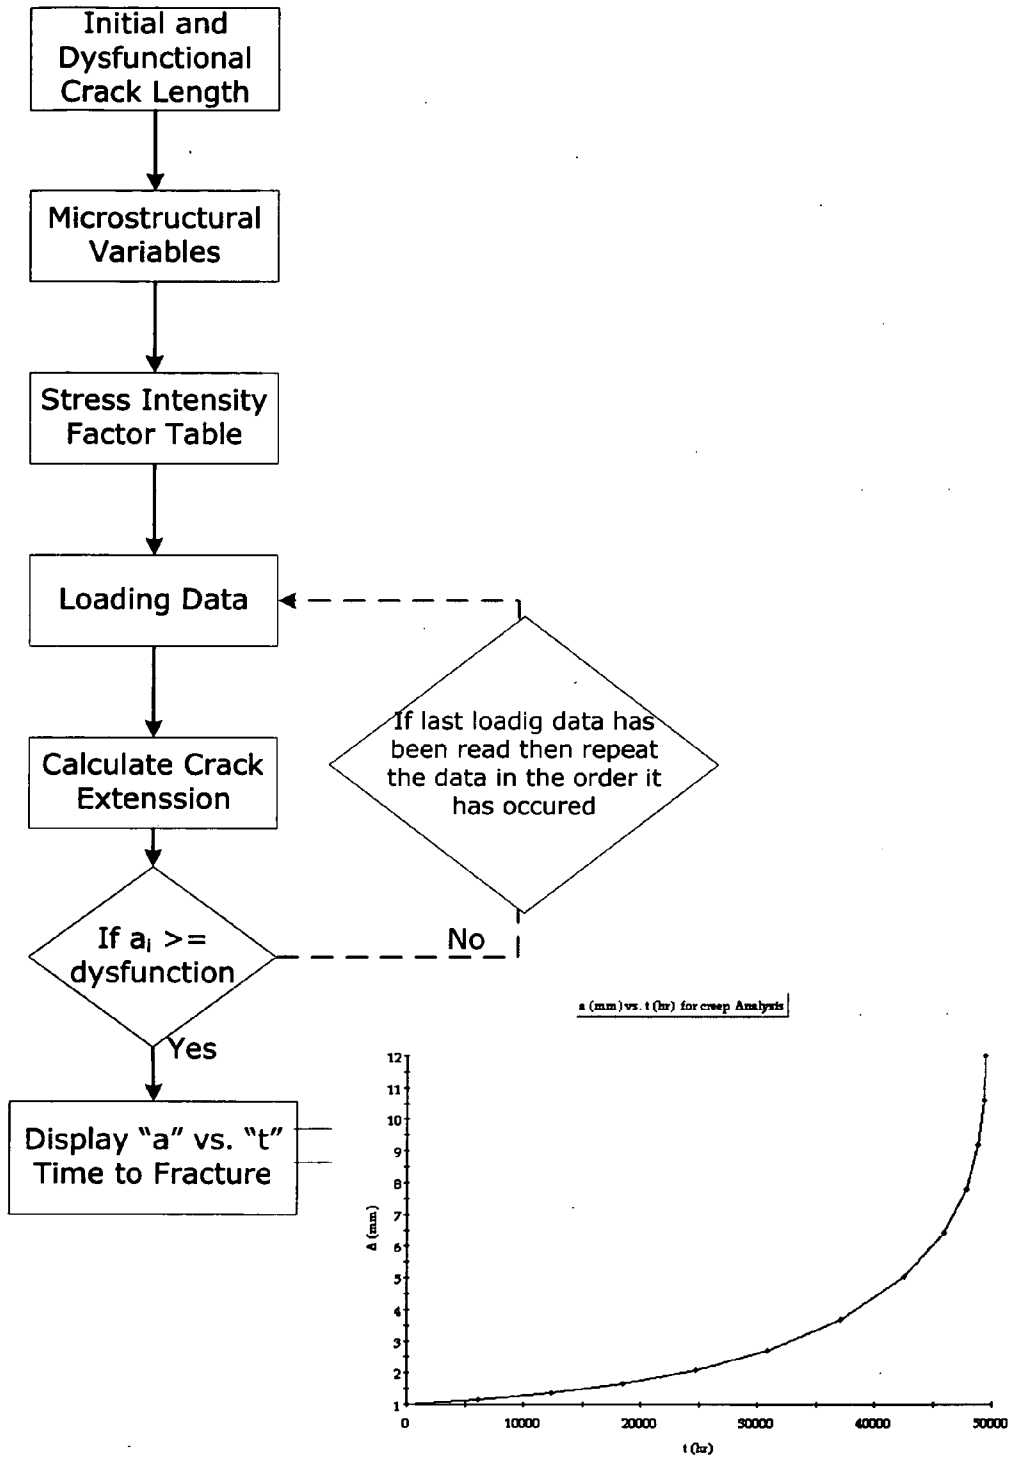 Initial and
Dysfunctional
Crack Length
Microstructural
Variables
Stress Intensity
Factor Table
Loading Data
If last loadig data has
been read then repeat
the data in the order it
has occured
Calculate Crack
Extenssion
If aᵢ >=
dysfunction
No
Yes
Display “a” vs. “t”
Time to Fracture
a (mm) vs. t (hr) for creep Analysis
12
11
10
9
8
7
6
5
4
3
2
1
Δ (mm)
0 10000 20000 30000 40000 50000
t (hr)